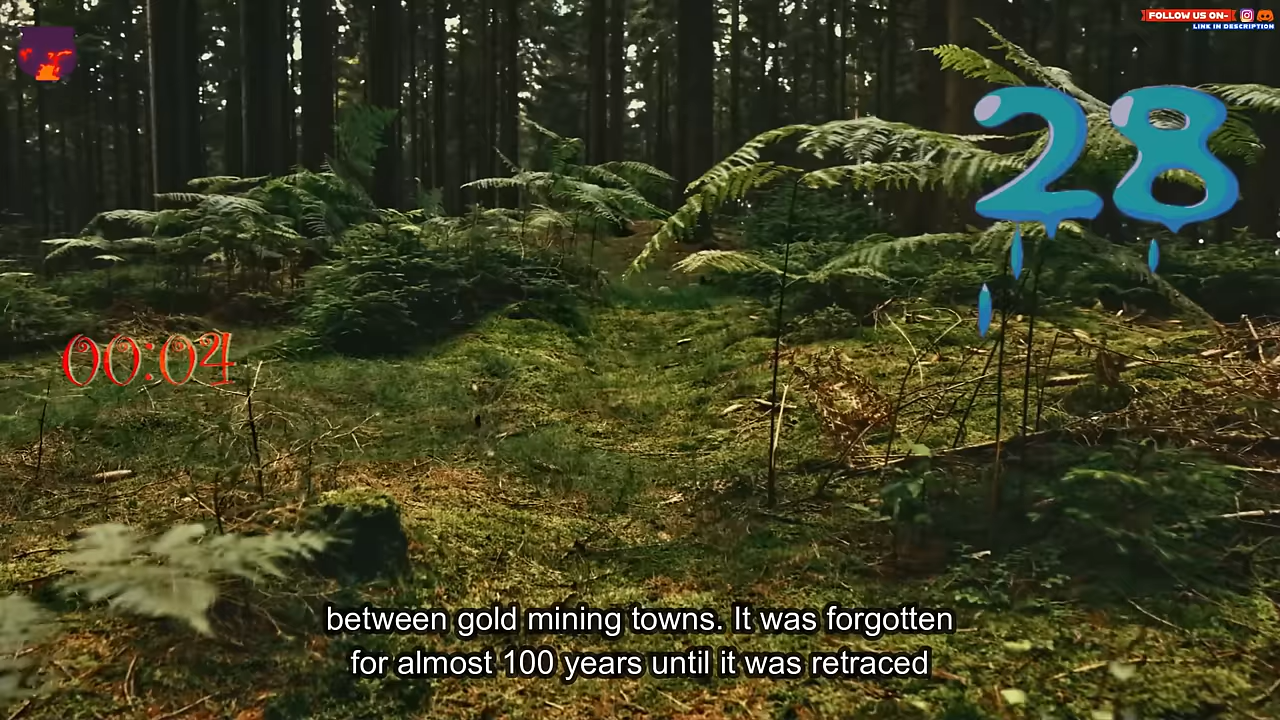 FOLLOW US ON-
LINK IN DESCRIPTION
28
00:04
between gold mining towns. It was forgotten
for almost 100 years until it was retraced